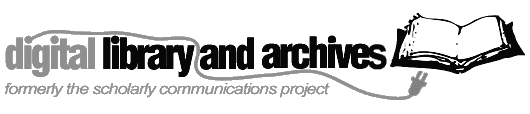 digital library and archives
formerly the scholarly communications project